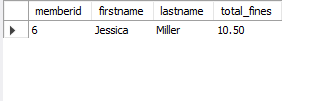 memberid firstname lastname total_fines
6 Jessica Miller 10.50